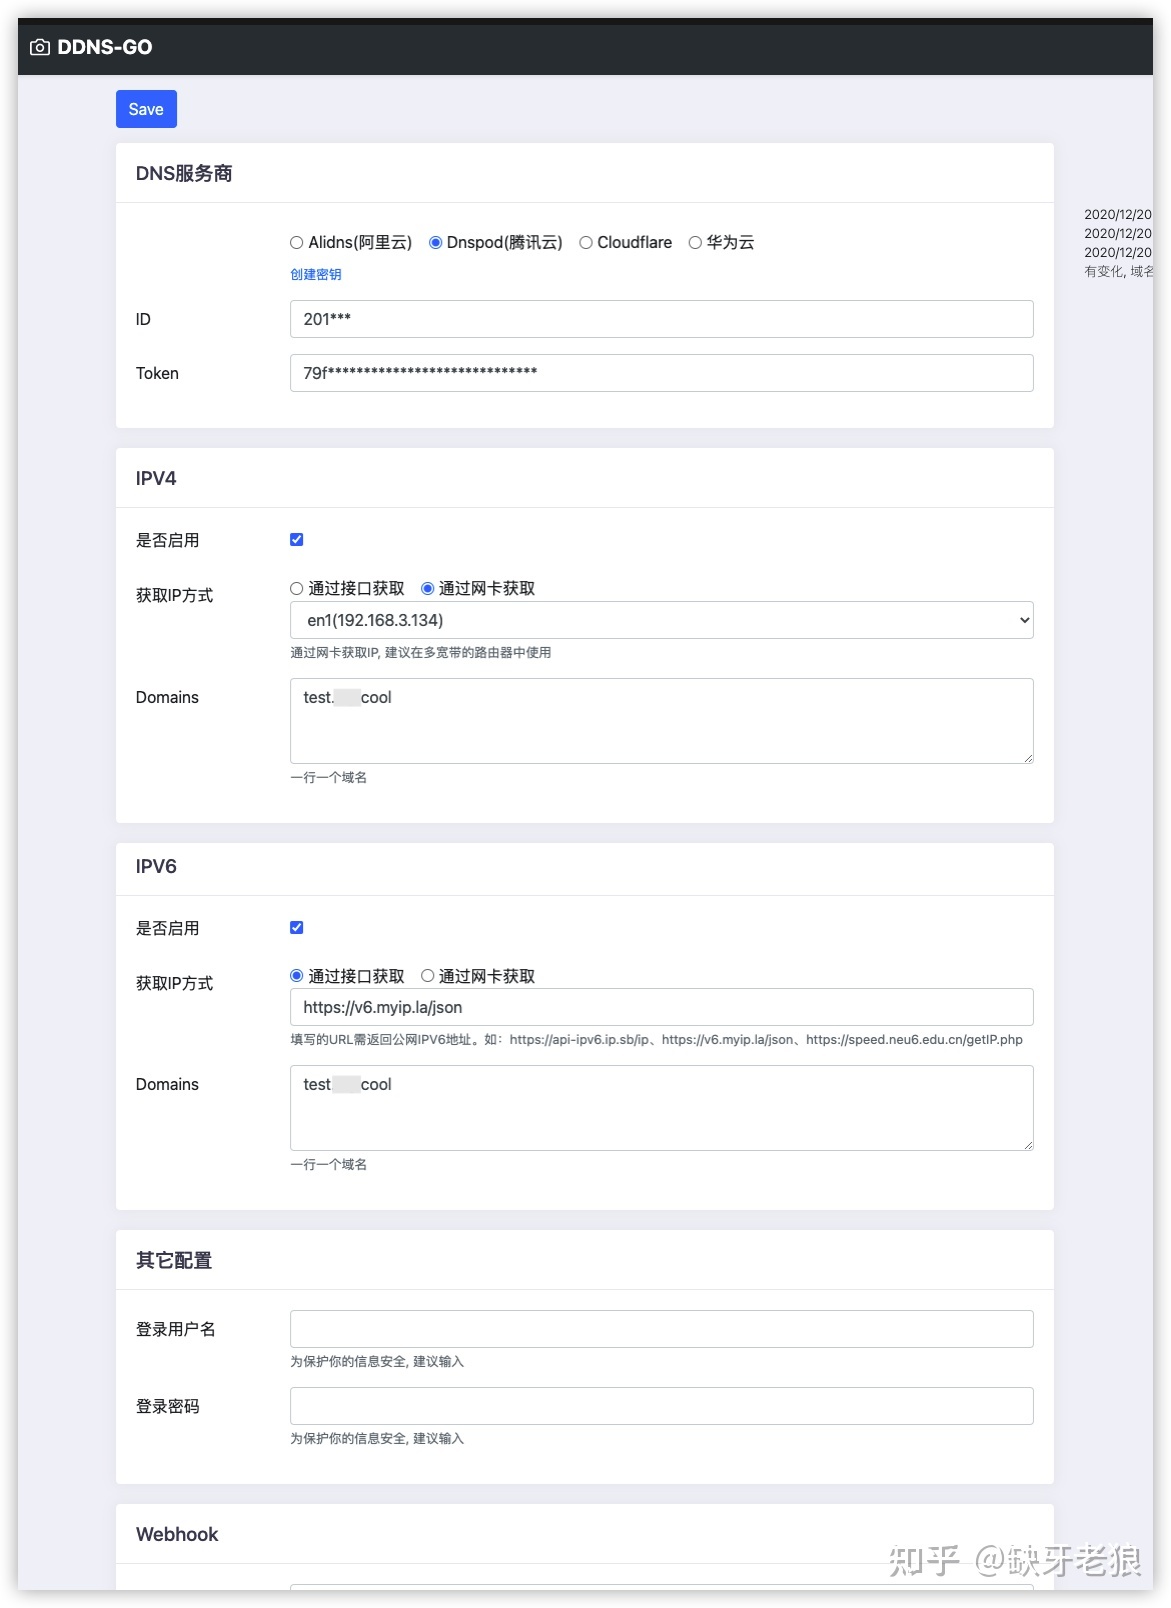 DDNS-GO
Save
DNS服务商
Alidns(阿里云) Dnspod(腾讯云) Cloudflare 华为云
创建密钥
ID 201***
Token 79f*****************************
2020/12/20
2020/12/20
2020/12/20
有变化, 域名
IPV4
是否启用
获取IP方式 通过接口获取 通过网卡获取
en1(192.168.3.134)
通过网卡获取IP, 建议在多宽带的路由器中使用
Domains test. cool
一行一个域名
IPV6
是否启用
获取IP方式 通过接口获取 通过网卡获取
https://v6.myip.la/json
填写的URL需返回公网IPV6地址。如：https://api-ipv6.ip.sb/ip、https://v6.myip.la/json、https://speed.neu6.edu.cn/getIP.php
Domains test cool
一行一个域名
其它配置
登录用户名
为保护你的信息安全, 建议输入
登录密码
为保护你的信息安全, 建议输入
Webhook
知乎 @缺牙老狼